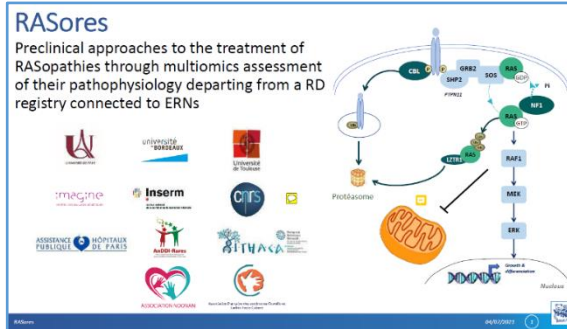 RASores
Preclinical approaches to the treatment of
RASopathies through multiomics assessment
of their pathophysiology departing from a RD
registry connected to ERNs
université
de BORDEAUX
Université
de Toulouse
imagine
Inserm
cnrs
ASSISTANCE
PUBLIQUE
HÔPITAUX
DE PARIS
AnDDI-Rares
ITHACA
ASSOCIATION NOONAN
CBL
P
P
SHP2
PTPN11
GRB2
SOS
RAS
GDP
Pi
NF1
RAS
GTP
LZTR1
RAS
Protéasome
RAF1
MEK
ERK
Growth &
differentiation
Nucleus
RASores